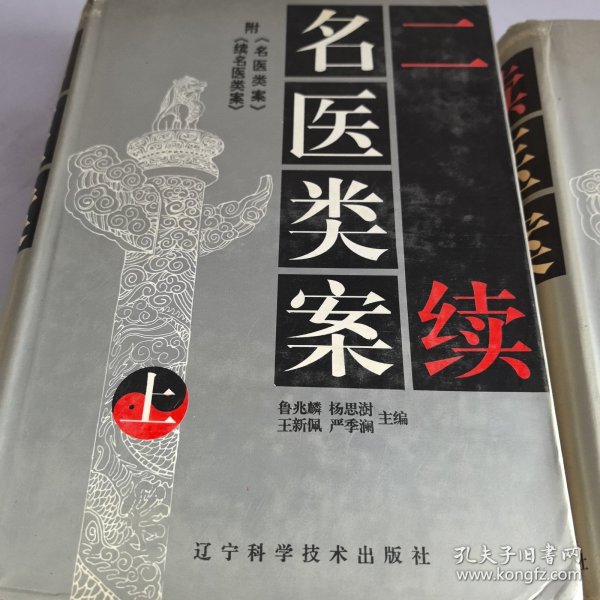 二续
名医类案
附《名医类案》
《续名医类案》
上
鲁兆麟 杨思澍
王新佩 严季澜 主编
辽宁科学技术出版社
孔夫子旧书网
www.kongfz.com